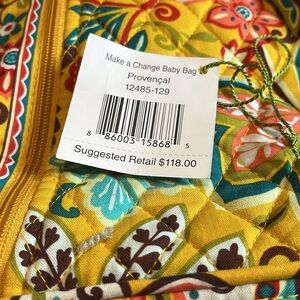 Make a Change Baby Bag
Provençal
12485-129
8 86003 15868 5
Suggested Retail $118.00